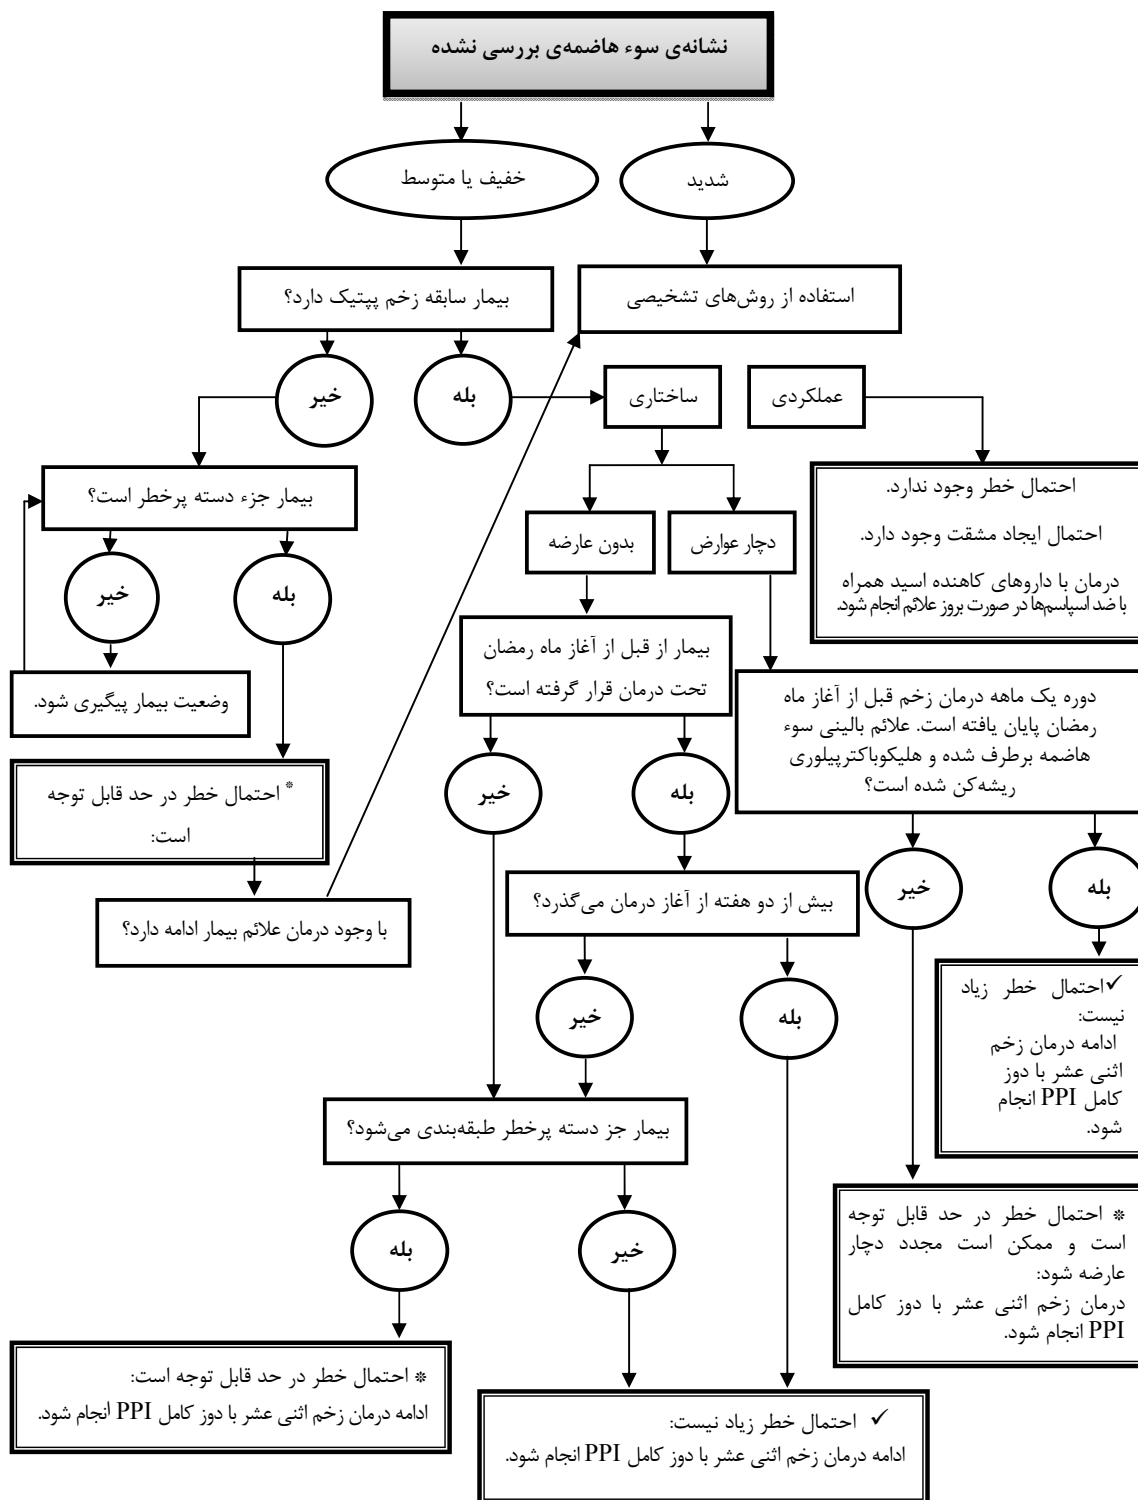 نشانه‌ی سوء هاضمه‌ی بررسی نشده
شدید
خفیف یا متوسط
استفاده از روش‌های تشخیصی
بیمار سابقه زخم پپتیک دارد؟
بله
خیر
عملکردی
ساختاری
احتمال خطر وجود ندارد.
احتمال ایجاد مشقت وجود دارد.
درمان با داروهای کاهنده اسید همراه
با ضد اسپاسم‌ها در صورت بروز علائم انجام شود.
بیمار جزء دسته پرخطر است؟
دچار عوارض
بدون عارضه
بله
خیر
بیمار از قبل از آغاز ماه رمضان
تحت درمان قرار گرفته است؟
وضعیت بیمار پیگیری شود.
دوره یک ماهه درمان زخم قبل از آغاز ماه
رمضان پایان یافته است. علائم بالینی سوء
هاضمه برطرف شده و هلیکوباکترپیلوری
ریشه‌کن شده است؟
بله
خیر
* احتمال خطر در حد قابل توجه
است:
بله
خیر
بیش از دو هفته از آغاز درمان می‌گذرد؟
با وجود درمان علائم بیمار ادامه دارد؟
✓احتمال خطر زیاد
نیست:
ادامه درمان زخم
اثنی عشر با دوز
کامل PPI انجام
شود.
بله
خیر
بیمار جز دسته پرخطر طبقه‌بندی می‌شود؟
* احتمال خطر در حد قابل توجه
است و ممکن است مجدد دچار
عارضه شود:
درمان زخم اثنی عشر با دوز کامل
PPI انجام شود.
خیر
بله
* احتمال خطر در حد قابل توجه است:
ادامه درمان زخم اثنی عشر با دوز کامل PPI انجام شود.
✓ احتمال خطر زیاد نیست:
ادامه درمان زخم اثنی عشر با دوز کامل PPI انجام شود.